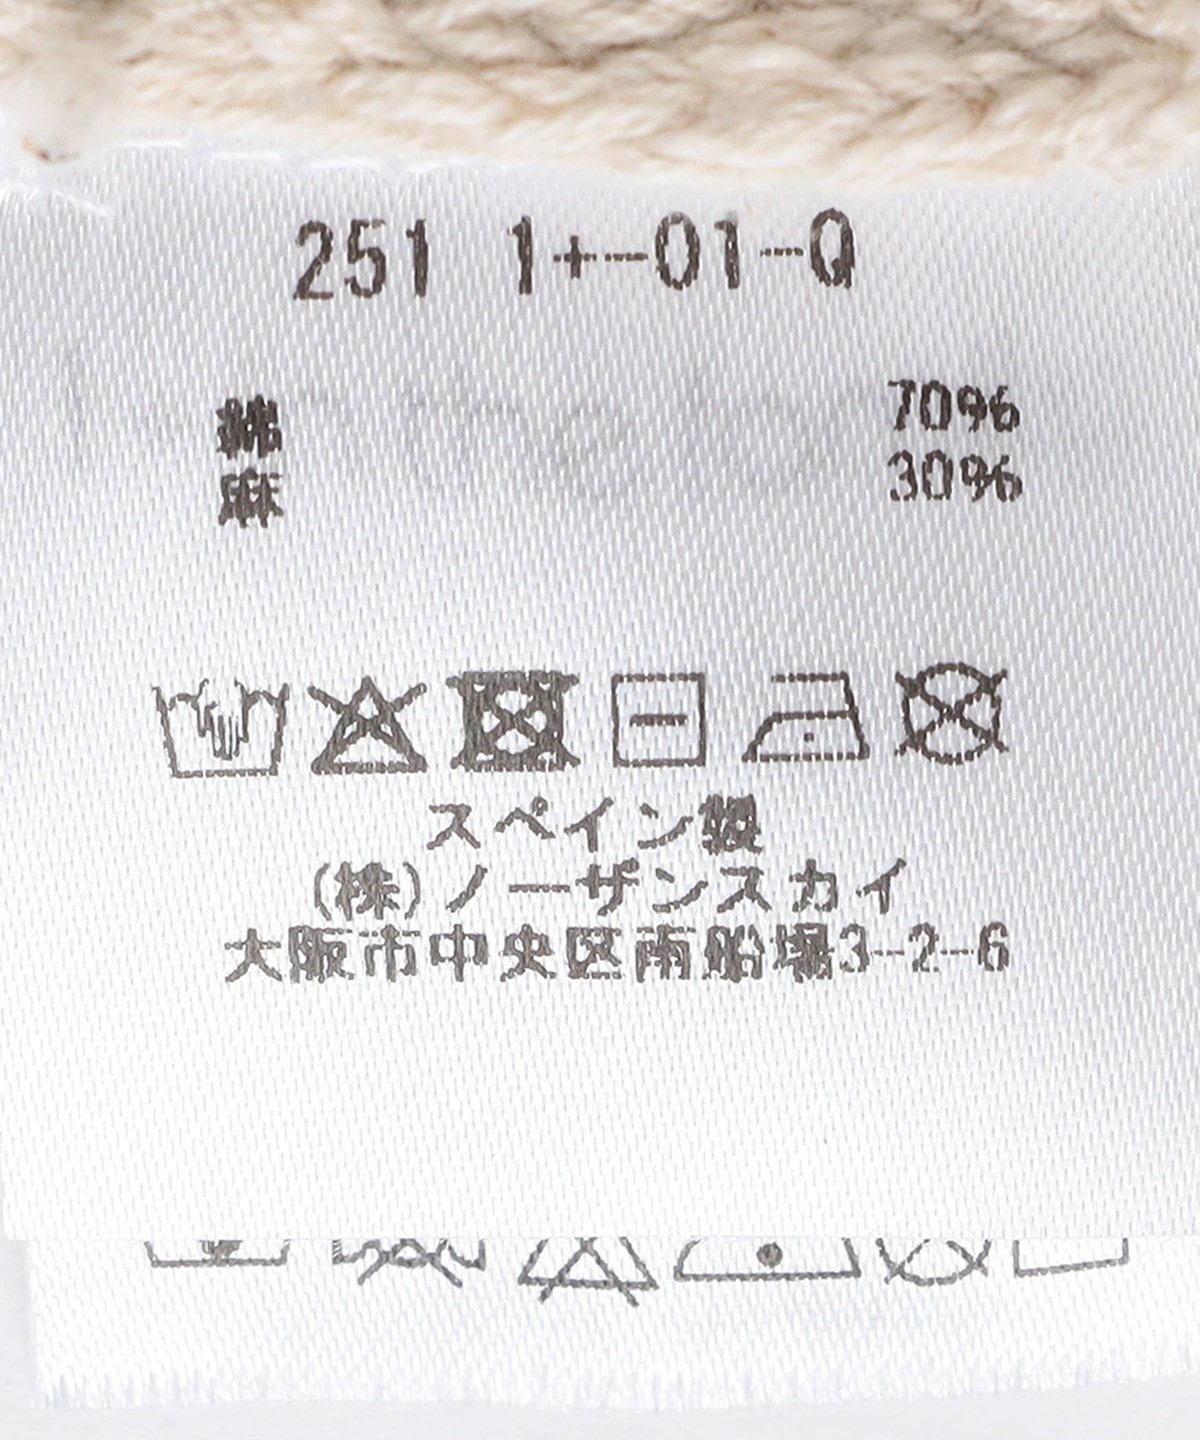 251 1+-01-0
綿 70%
麻 30%
スペイン製
(株)ノーザンスカイ
大阪市中央区南船場3-2-6